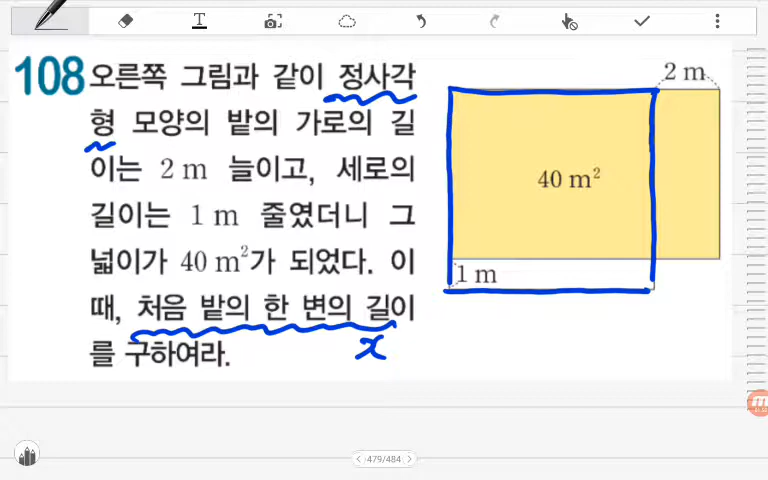 T
2 m
108 오른쪽 그림과 같이 정사각
형 모양의 밭의 가로의 길
이는 2 m 늘이고, 세로의
길이는 1 m 줄였더니 그
넓이가 40 m²가 되었다. 이
때, 처음 밭의 한 변의 길이
를 구하여라.
x
40 m²
1 m
479/484